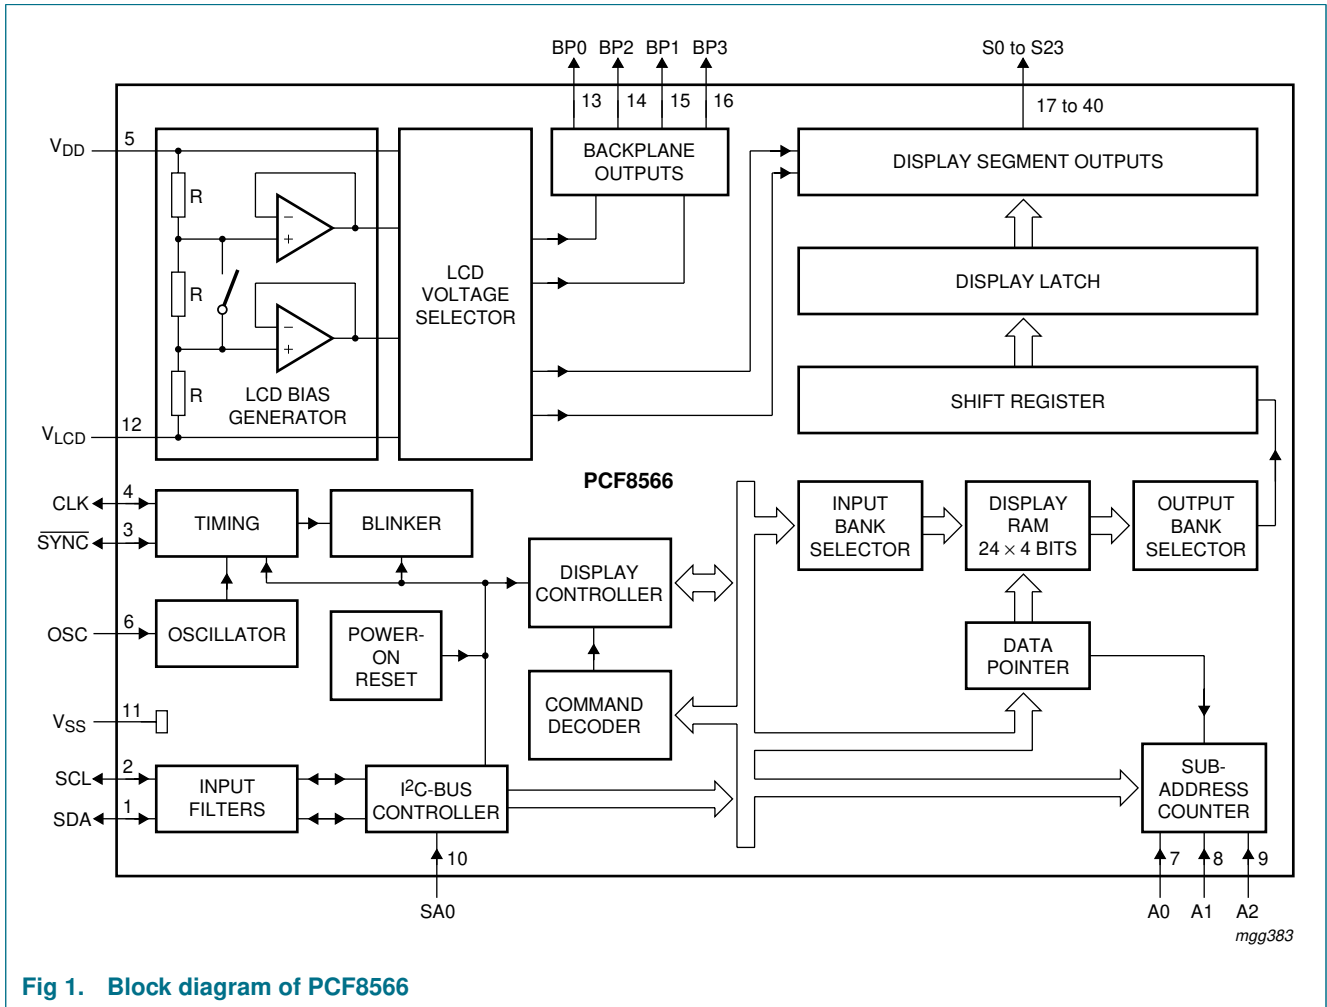 BP0 BP2 BP1 BP3
S0 to S23
13 14 15 16
17 to 40
VDD
5
BACKPLANE
OUTPUTS
DISPLAY SEGMENT OUTPUTS
R
−
+
R
−
+
R
LCD BIAS
GENERATOR
LCD
VOLTAGE
SELECTOR
DISPLAY LATCH
SHIFT REGISTER
VLCD
12
PCF8566
CLK
4
SYNC
3
TIMING
BLINKER
INPUT
BANK
SELECTOR
DISPLAY
RAM
24 × 4 BITS
OUTPUT
BANK
SELECTOR
DISPLAY
CONTROLLER
OSC
6
OSCILLATOR
POWER-
ON
RESET
DATA
POINTER
COMMAND
DECODER
VSS
11
SCL
2
SDA
1
INPUT
FILTERS
I2C-BUS
CONTROLLER
SUB-
ADDRESS
COUNTER
10
7 8 9
SA0
A0 A1 A2
mgg383
Fig 1. Block diagram of PCF8566